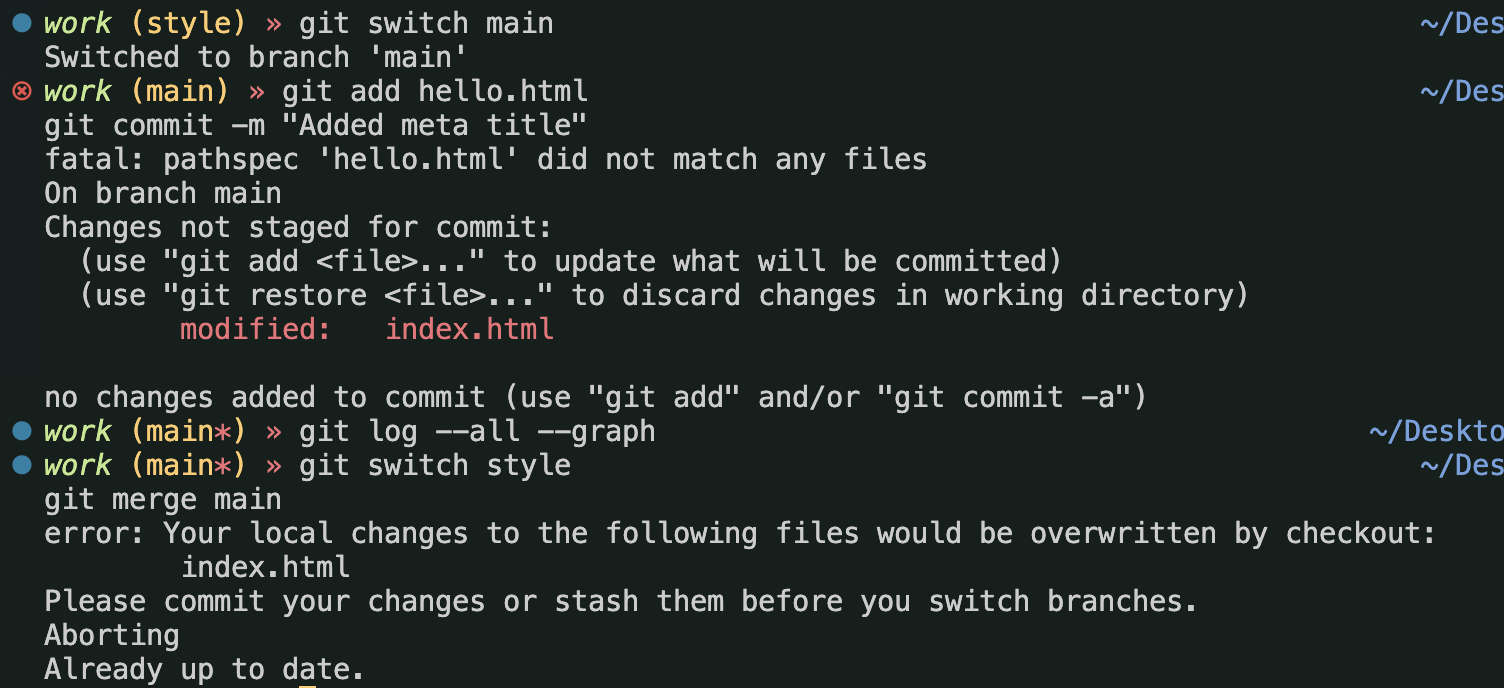 work (style) » git switch main ~/Des
Switched to branch 'main'
work (main) » git add hello.html ~/Des
git commit -m "Added meta title"
fatal: pathspec 'hello.html' did not match any files
On branch main
Changes not staged for commit:
  (use "git add <file>..." to update what will be committed)
  (use "git restore <file>..." to discard changes in working directory)
        modified:   index.html
no changes added to commit (use "git add" and/or "git commit -a")
work (main*) » git log --all --graph ~/Deskto
work (main*) » git switch style ~/Des
git merge main
error: Your local changes to the following files would be overwritten by checkout:
        index.html
Please commit your changes or stash them before you switch branches.
Aborting
Already up to date.